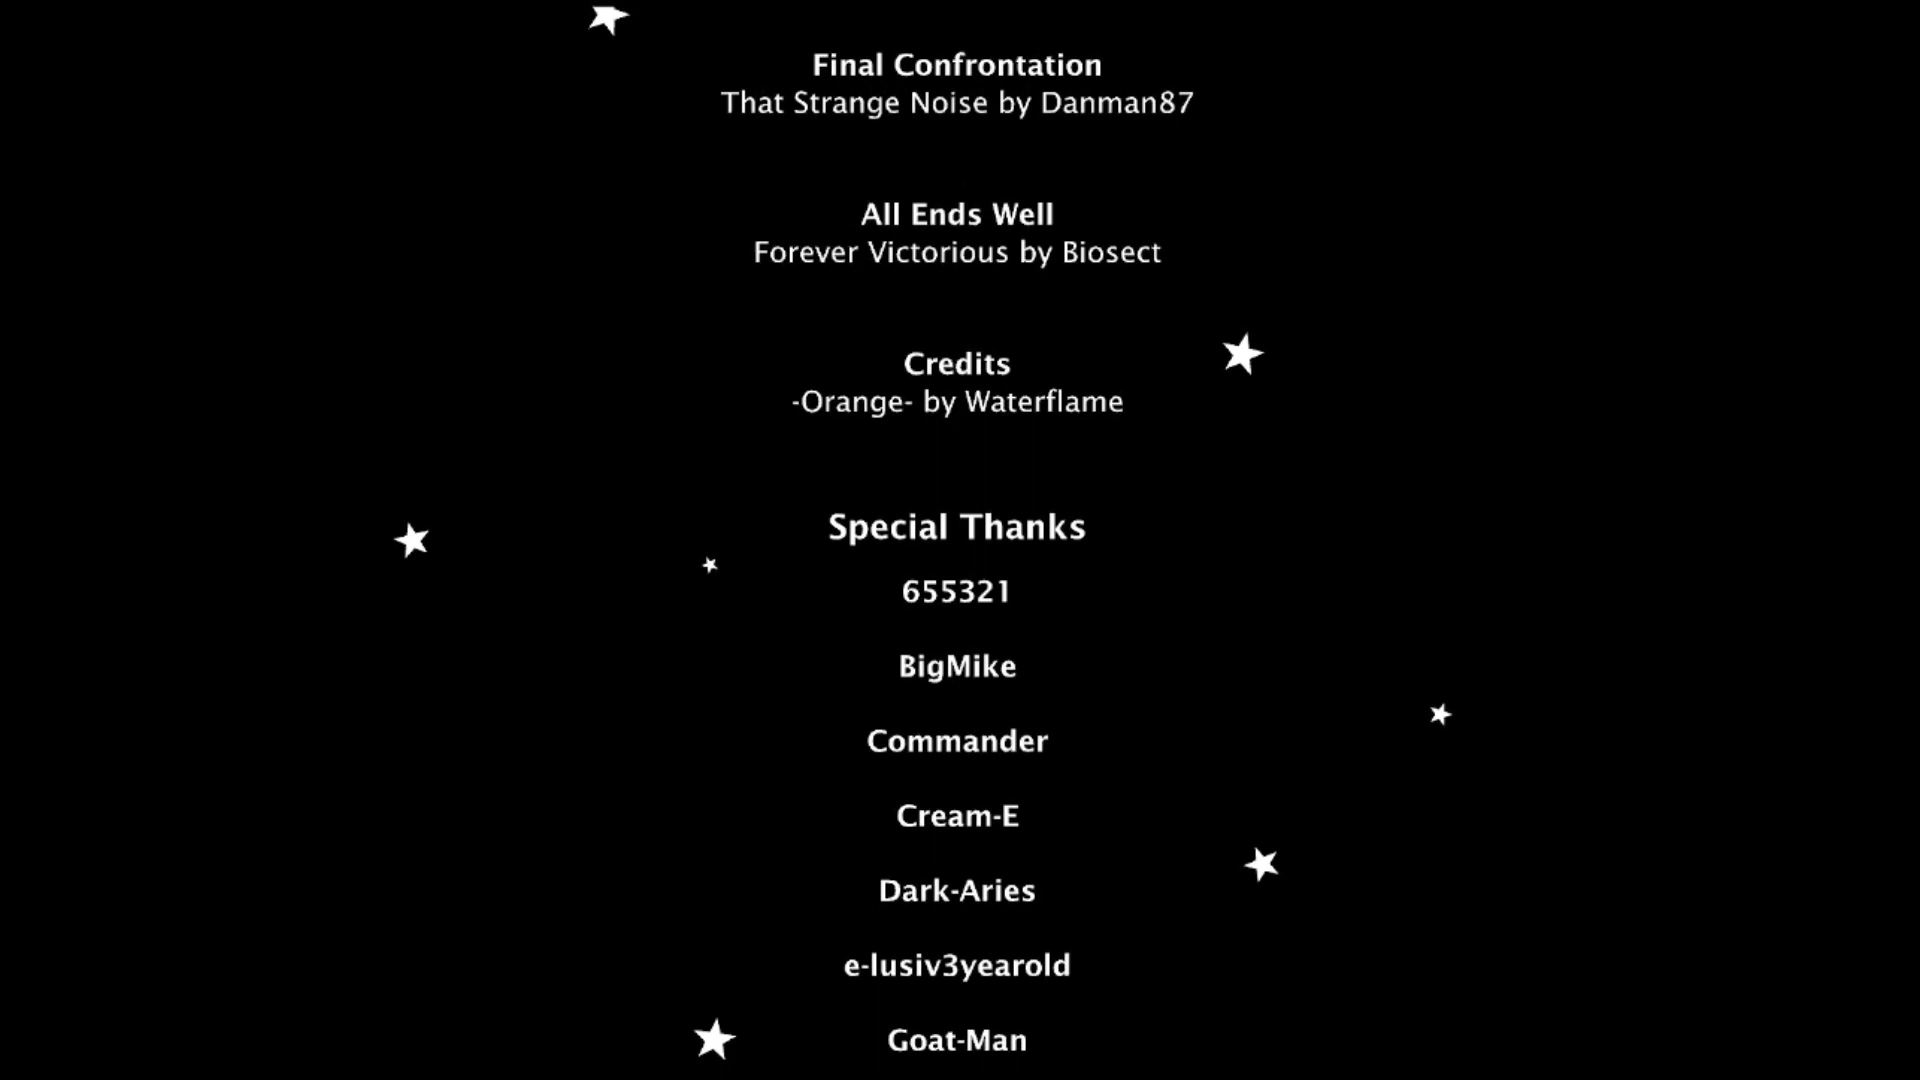 Final Confrontation
That Strange Noise by Danman87
All Ends Well
Forever Victorious by Biosect
Credits
-Orange- by Waterflame
Special Thanks
655321
BigMike
Commander
Cream-E
Dark-Aries
e-lusiv3yearold
Goat-Man